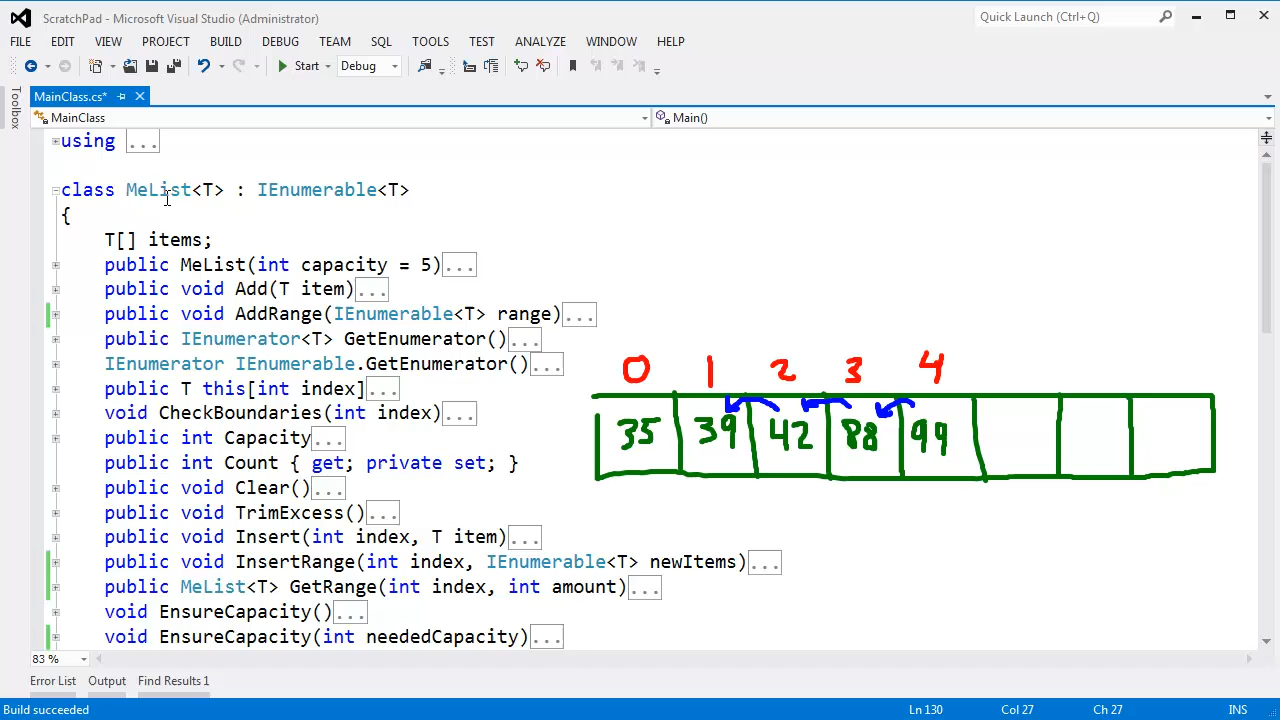 ScratchPad - Microsoft Visual Studio (Administrator)
Quick Launch (Ctrl+Q)
FILE EDIT VIEW PROJECT BUILD DEBUG TEAM SQL TOOLS TEST ANALYZE WINDOW HELP
Start Debug
Toolbox
MainClass.cs*
MainClass Main()
using ...
class MeList<T> : IEnumerable<T>
{
T[] items;
public MeList(int capacity = 5)...
public void Add(T item)...
public void AddRange(IEnumerable<T> range)...
public IEnumerator<T> GetEnumerator()...
IEnumerator IEnumerable.GetEnumerator()...
public T this[int index]...
void CheckBoundaries(int index)...
public int Capacity...
public int Count { get; private set; }
public void Clear()...
public void TrimExcess()...
public void Insert(int index, T item)...
public void InsertRange(int index, IEnumerable<T> newItems)...
public MeList<T> GetRange(int index, int amount)...
void EnsureCapacity()...
void EnsureCapacity(int neededCapacity)...
0 1 2 3 4
35 39 42 88 99
83 %
Error List Output Find Results 1
Build succeeded Ln 130 Col 27 Ch 27 INS